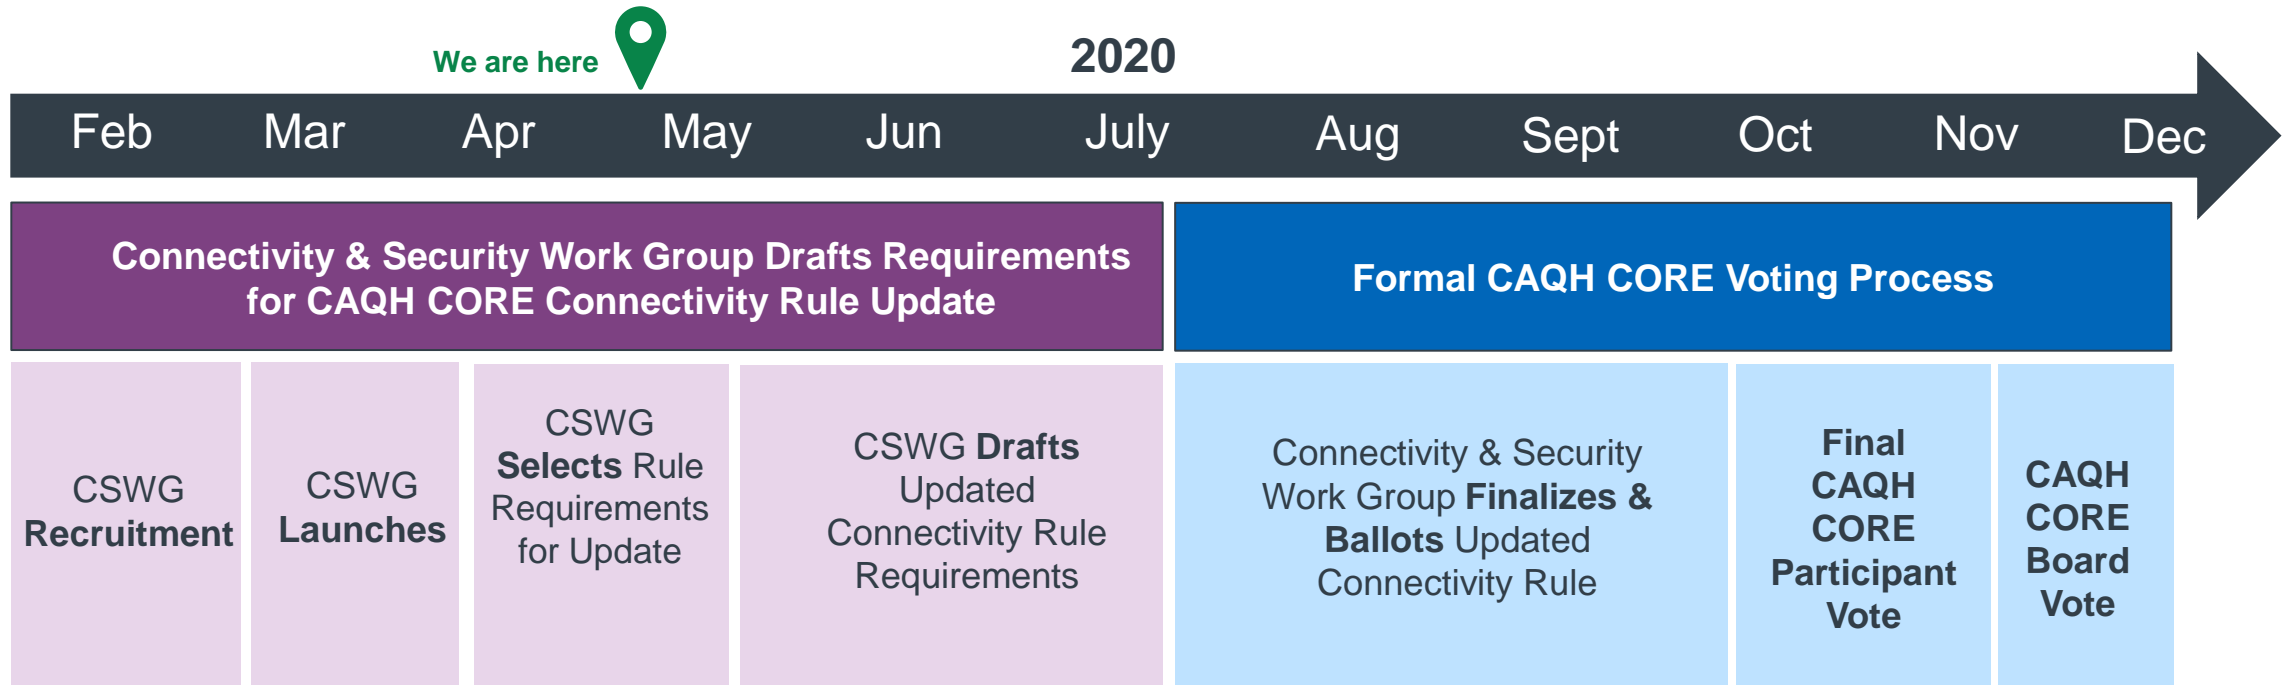 We are here
2020
Feb Mar Apr May Jun July Aug Sept Oct Nov Dec
Connectivity & Security Work Group Drafts Requirements
for CAQH CORE Connectivity Rule Update
Formal CAQH CORE Voting Process
CSWG
Recruitment
CSWG
Launches
CSWG
Selects Rule
Requirements
for Update
CSWG Drafts
Updated
Connectivity Rule
Requirements
Connectivity & Security
Work Group Finalizes &
Ballots Updated
Connectivity Rule
Final
CAQH
CORE
Participant
Vote
CAQH
CORE
Board
Vote